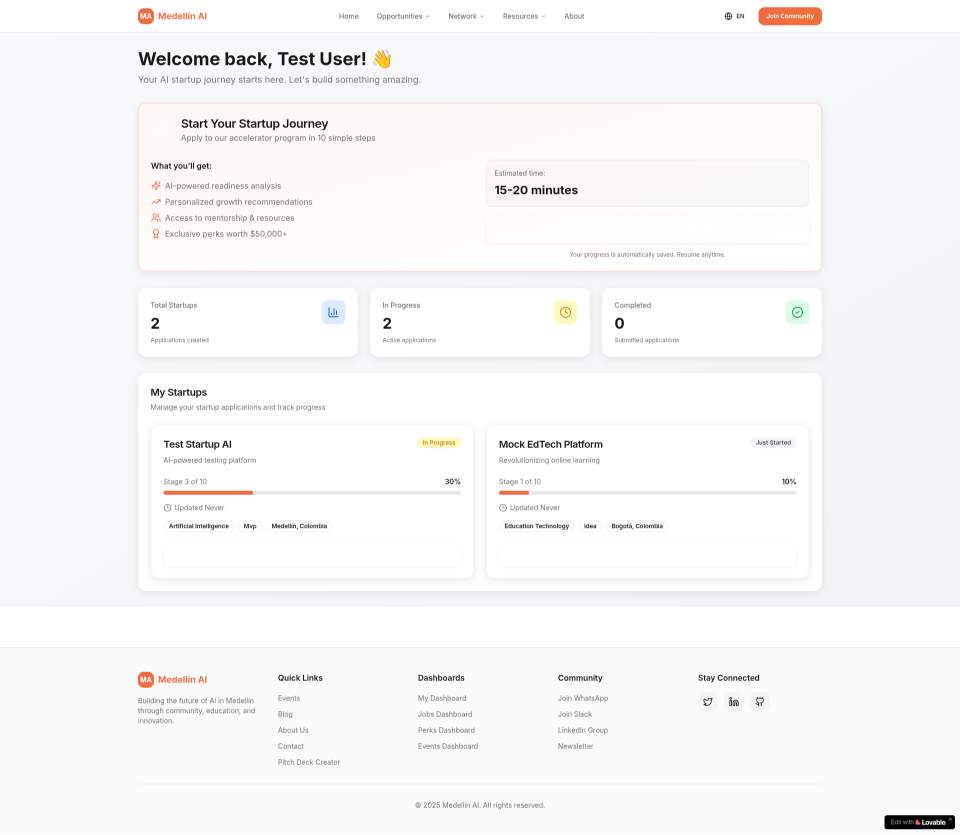 MA Medellín AI
Home Opportunities Network Resources About
EN
Join Community
Welcome back, Test User! 👋
Your AI startup journey starts here. Let's build something amazing.
Start Your Startup Journey
Apply to our accelerator program in 10 simple steps
What you'll get:
AI-powered readiness analysis
Personalized growth recommendations
Access to mentorship & resources
Exclusive perks worth $50,000+
Estimated time:
15-20 minutes
Your progress is automatically saved. Resume anytime.
Total Startups
2
Applications created
In Progress
2
Active applications
Completed
0
Submitted applications
My Startups
Manage your startup applications and track progress
Test Startup AI
In Progress
AI-powered testing platform
Stage 3 of 10
30%
Updated Never
Artificial Intelligence Mvp Medellín, Colombia
Mock EdTech Platform
Just Started
Revolutionizing online learning
Stage 1 of 10
10%
Updated Never
Education Technology Idea Bogotá, Colombia
MA Medellín AI
Building the future of AI in Medellín
through community, education, and
innovation.
Quick Links
Events
Blog
About Us
Contact
Pitch Deck Creator
Dashboards
My Dashboard
Jobs Dashboard
Perks Dashboard
Events Dashboard
Community
Join WhatsApp
Join Slack
LinkedIn Group
Newsletter
Stay Connected
© 2025 Medellín AI. All rights reserved.
Edit with Lovable